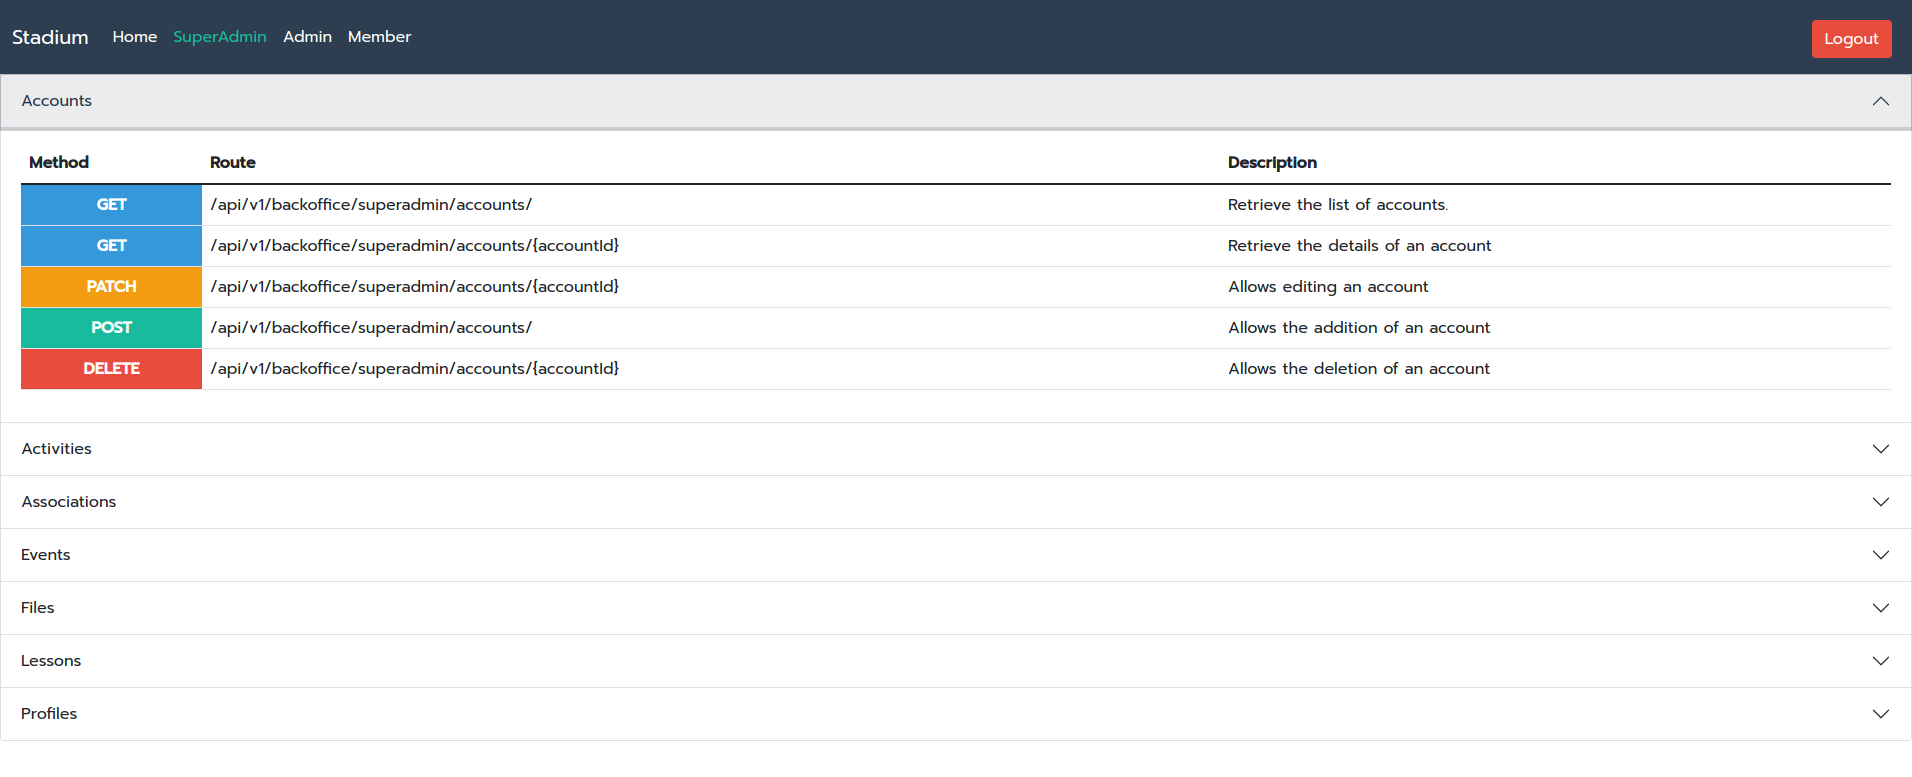 Stadium Home SuperAdmin Admin Member Logout
Accounts
Method Route Description
GET /api/v1/backoffice/superadmin/accounts/ Retrieve the list of accounts.
GET /api/v1/backoffice/superadmin/accounts/{accountId} Retrieve the details of an account
PATCH /api/v1/backoffice/superadmin/accounts/{accountId} Allows editing an account
POST /api/v1/backoffice/superadmin/accounts/ Allows the addition of an account
DELETE /api/v1/backoffice/superadmin/accounts/{accountId} Allows the deletion of an account
Activities
Associations
Events
Files
Lessons
Profiles